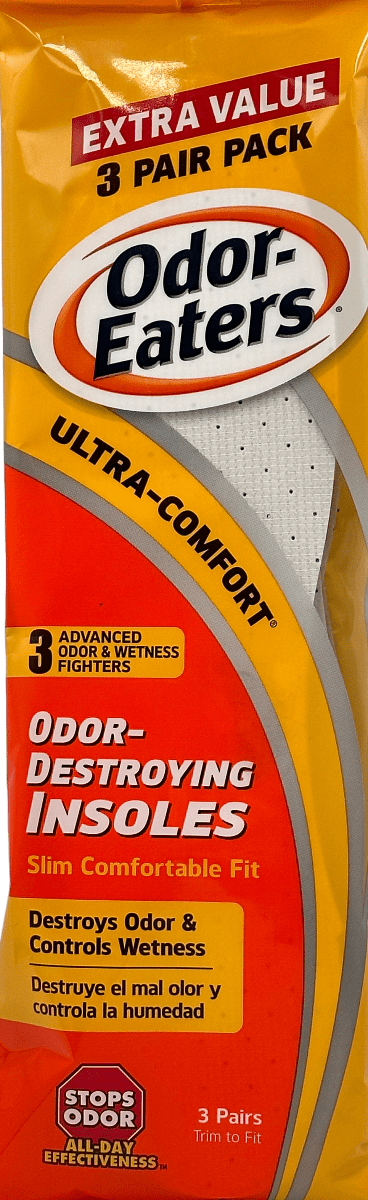 EXTRA VALUE
3 PAIR PACK
Odor-
Eaters®
ULTRA-COMFORT®
3 ADVANCED
ODOR & WETNESS
FIGHTERS
ODOR-
DESTROYING
INSOLES
Slim Comfortable Fit
Destroys Odor &
Controls Wetness
Destruye el mal olor y
controla la humedad
STOPS
ODOR
ALL-DAY
EFFECTIVENESS™
3 Pairs
Trim to Fit